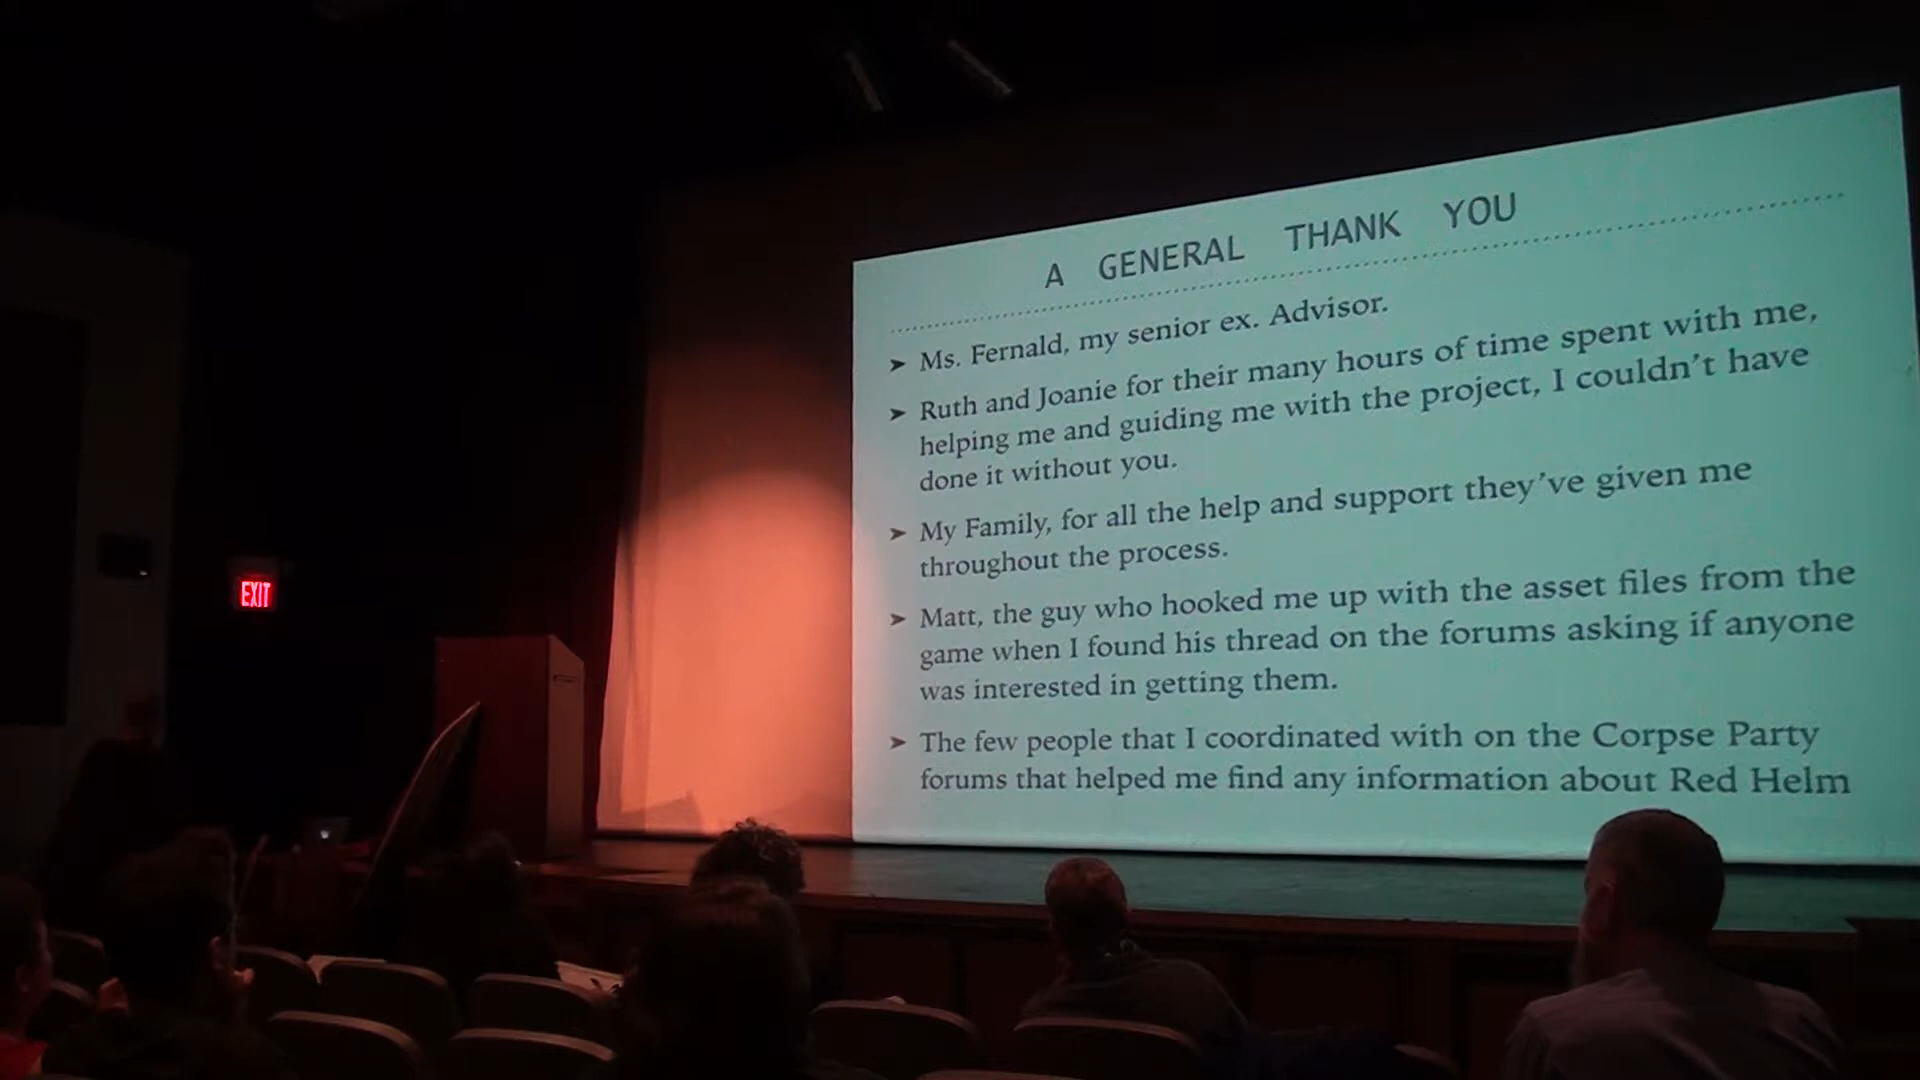 A GENERAL THANK YOU
➤ Ms. Fernald, my senior ex. Advisor.
➤ Ruth and Joanie for their many hours of time spent with me,
helping me and guiding me with the project, I couldn't have
done it without you.
➤ My Family, for all the help and support they've given me
throughout the process.
➤ Matt, the guy who hooked me up with the asset files from the
game when I found his thread on the forums asking if anyone
was interested in getting them.
➤ The few people that I coordinated with on the Corpse Party
forums that helped me find any information about Red Helm
EXIT